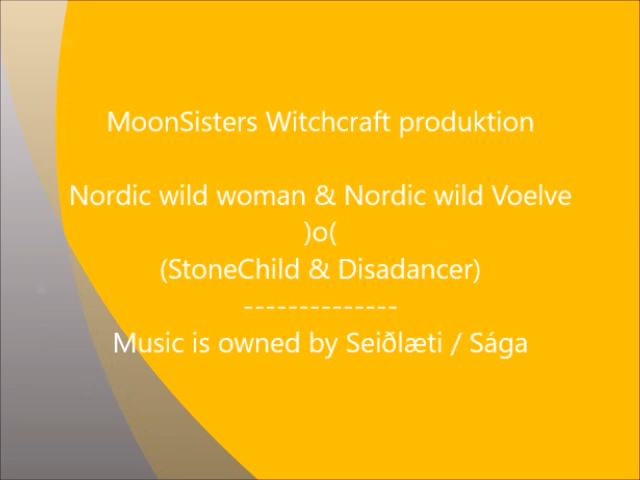 MoonSisters Witchcraft produktion
Nordic wild woman & Nordic wild Voelve
)o(
(StoneChild & Disadancer)
--------------
Music is owned by Seiðlæti / Sága